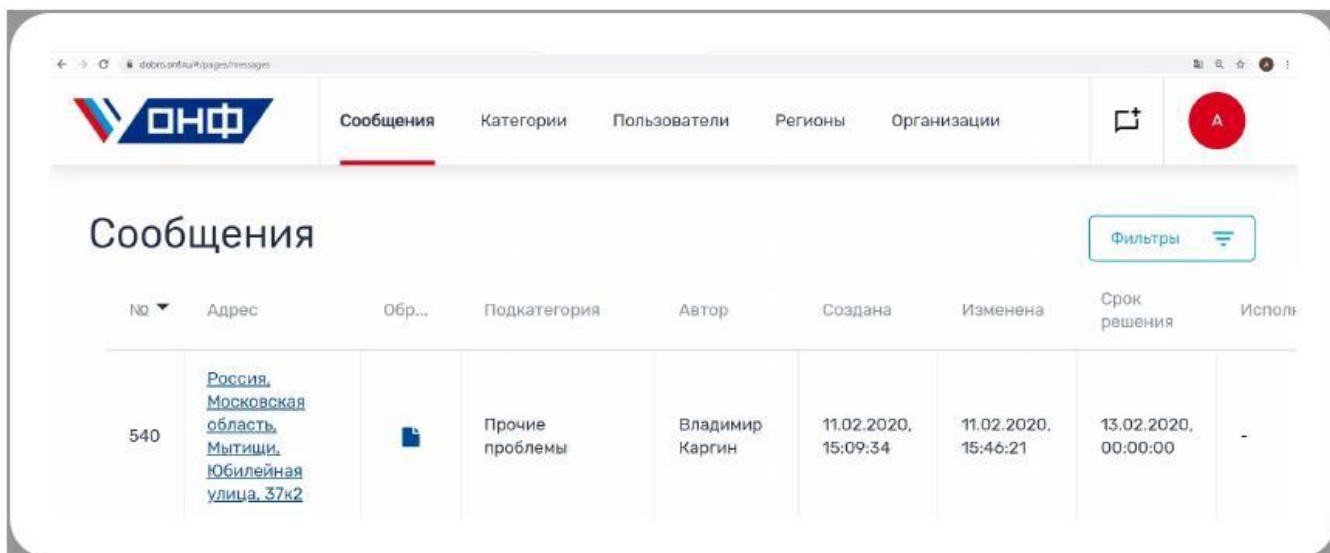 dobro.onf.ru/#/pages/messages
ОНФ
Сообщения Категории Пользователи Регионы Организации А
Сообщения
Фильтры
№ Адрес Обр... Подкатегория Автор Создана Изменена Срок решения Исполн
540 Россия, Московская область, Мытищи, Юбилейная улица, 37к2 Прочие проблемы Владимир Каргин 11.02.2020, 15:09:34 11.02.2020, 15:46:21 13.02.2020, 00:00:00 -